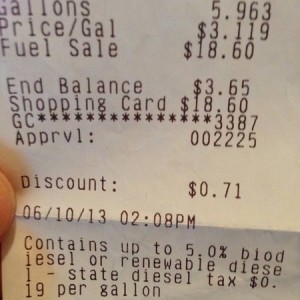 Gallons 5.963
Price/Gal $3.119
Fuel Sale $18.60
End Balance $3.65
Shopping Card $18.60
GC***************3387
Apprvl: 002225
Discount: $0.71
06/10/13 02:08PM
Contains up to 5.0% biod
iesel or renewable diese
l - state diesel tax $0.
19 per gallon